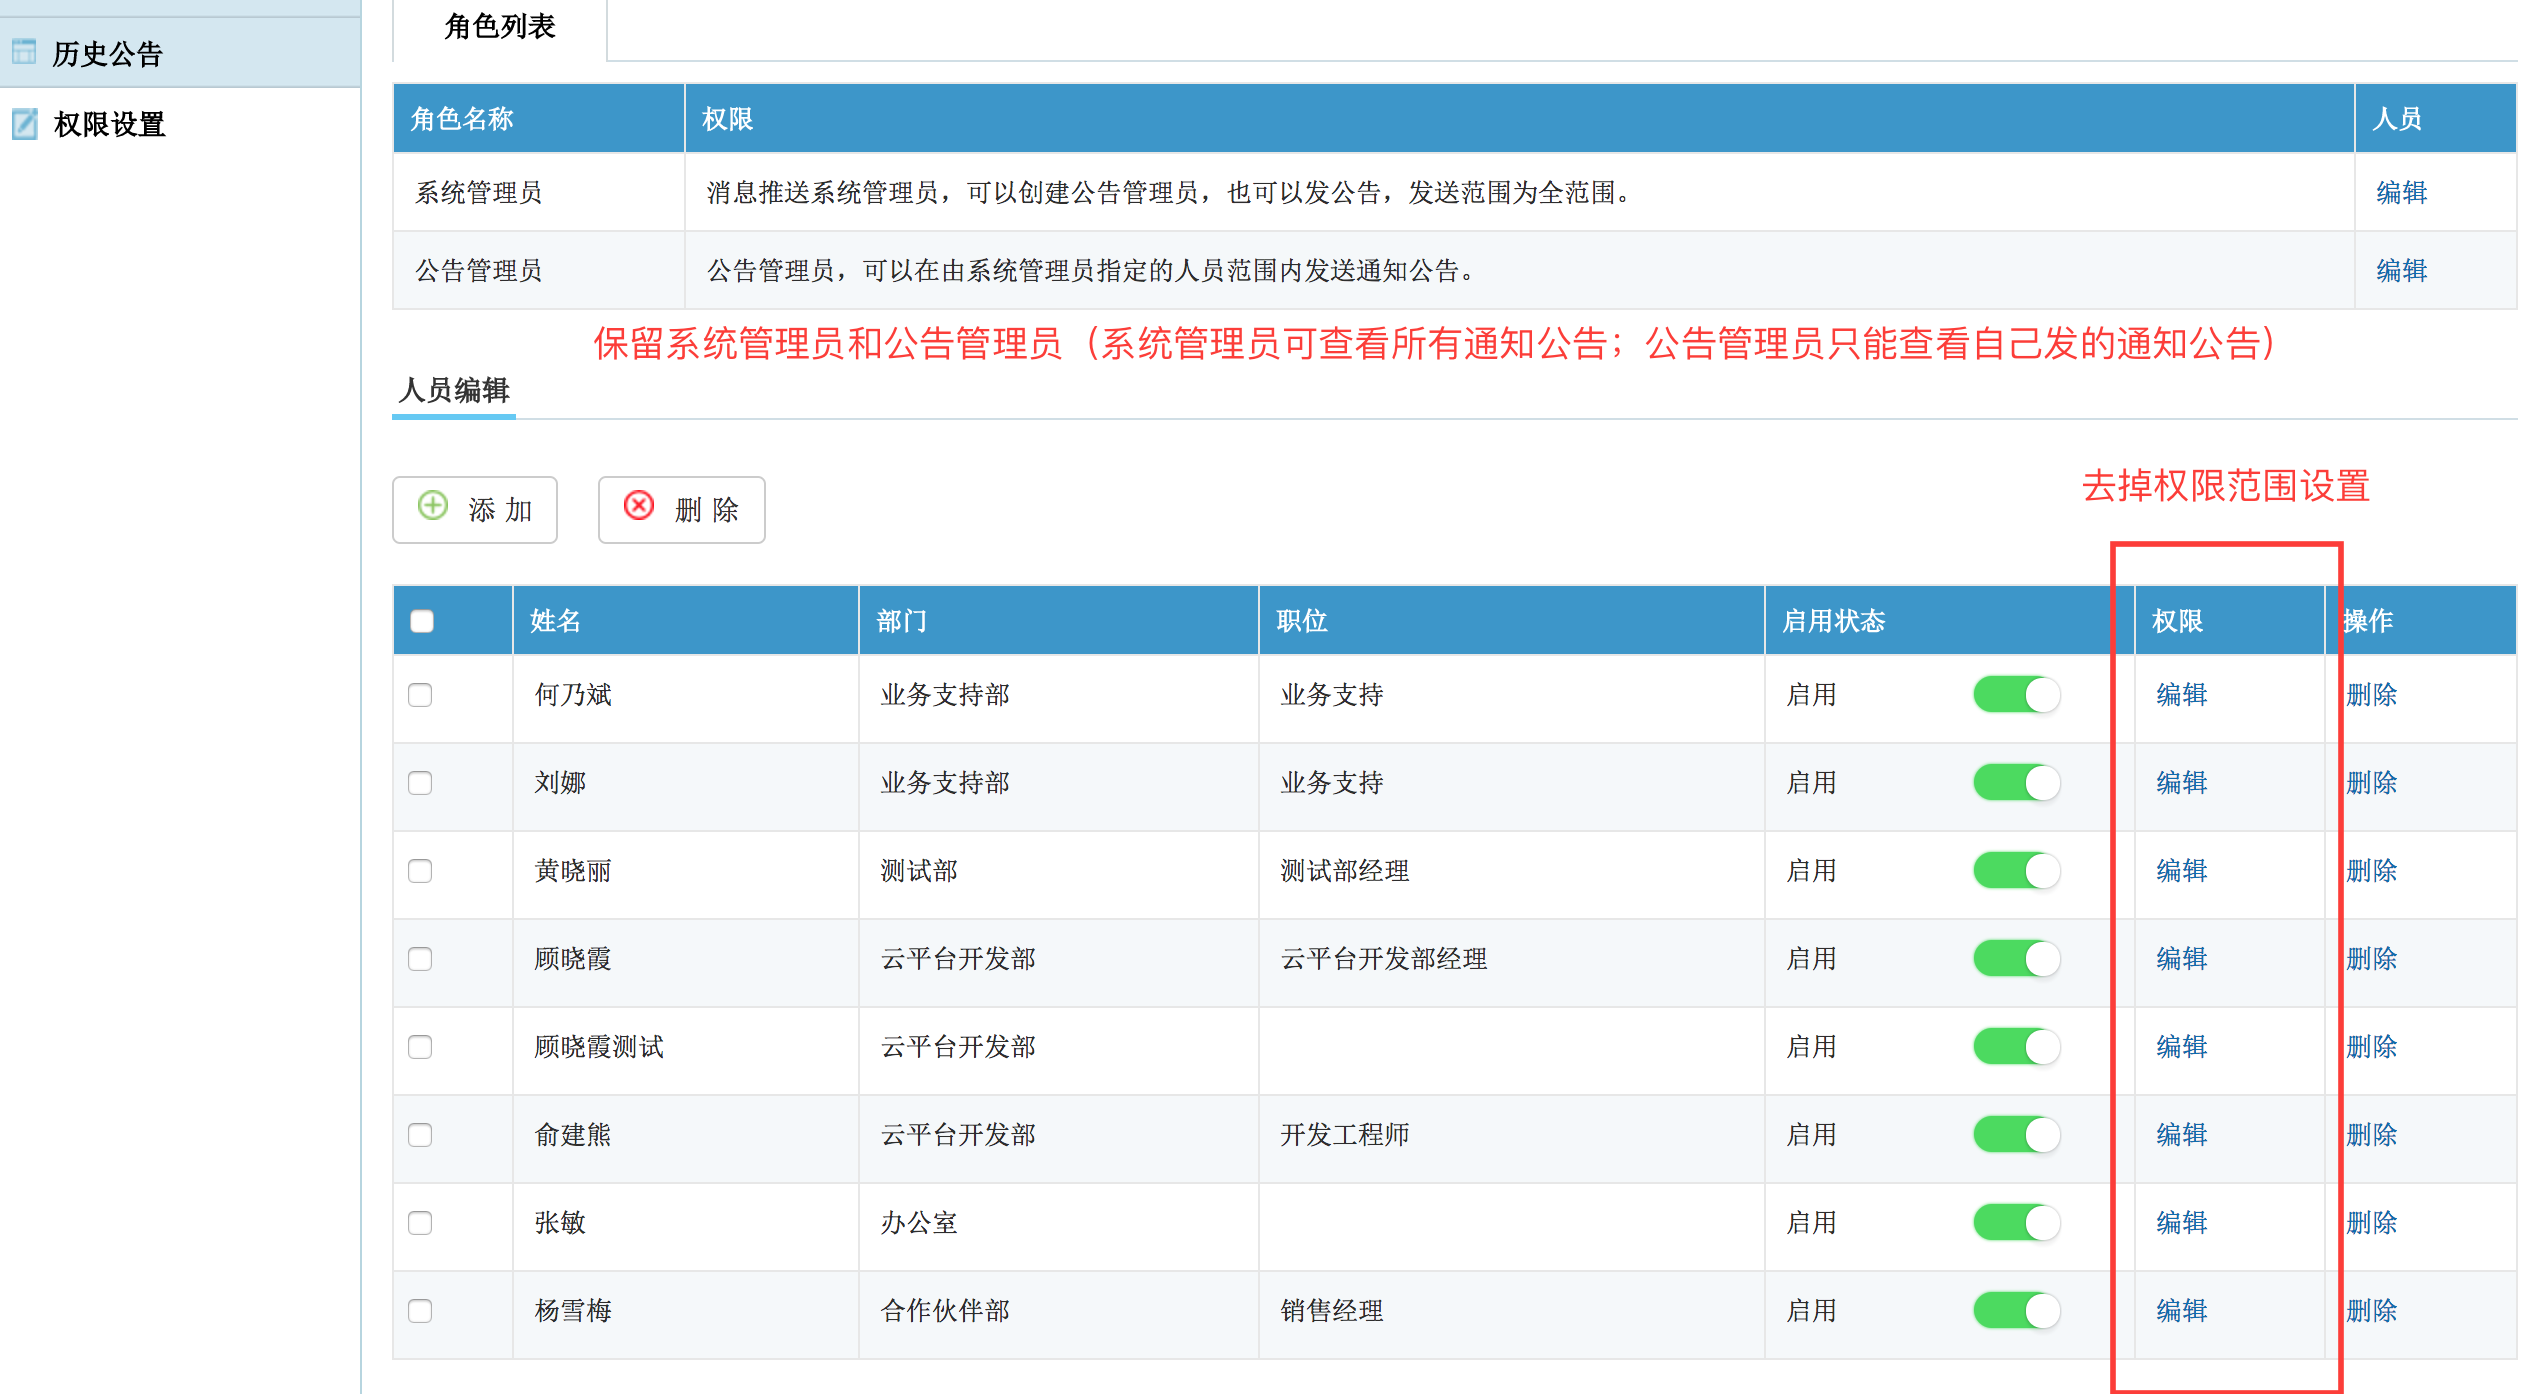 历史公告
权限设置
角色列表
角色名称 权限 人员
系统管理员 消息推送系统管理员，可以创建公告管理员，也可以发公告，发送范围为全范围。 编辑
公告管理员 公告管理员，可以在由系统管理员指定的人员范围内发送通知公告。 编辑
保留系统管理员和公告管理员（系统管理员可查看所有通知公告；公告管理员只能查看自己发的通知公告）
人员编辑
去掉权限范围设置
添 加 删 除
姓名 部门 职位 启用状态 权限 操作
何乃斌 业务支持部 业务支持 启用 编辑 删除
刘娜 业务支持部 业务支持 启用 编辑 删除
黄晓丽 测试部 测试部经理 启用 编辑 删除
顾晓霞 云平台开发部 云平台开发部经理 启用 编辑 删除
顾晓霞测试 云平台开发部 启用 编辑 删除
俞建熊 云平台开发部 开发工程师 启用 编辑 删除
张敏 办公室 启用 编辑 删除
杨雪梅 合作伙伴部 销售经理 启用 编辑 删除